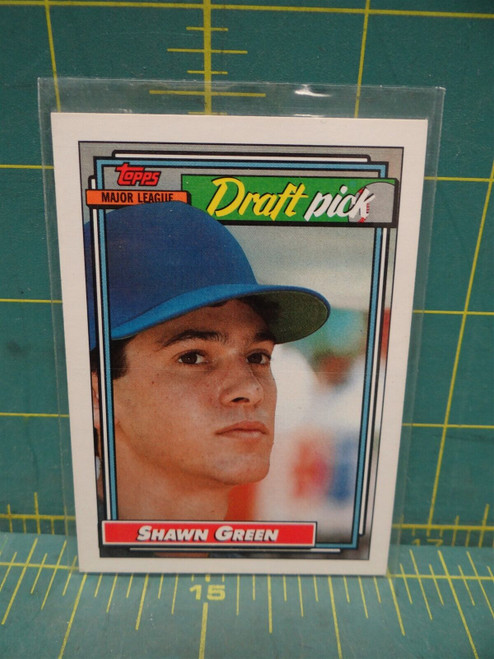 Topps
MAJOR LEAGUE
Draft pick
SHAWN GREEN
15